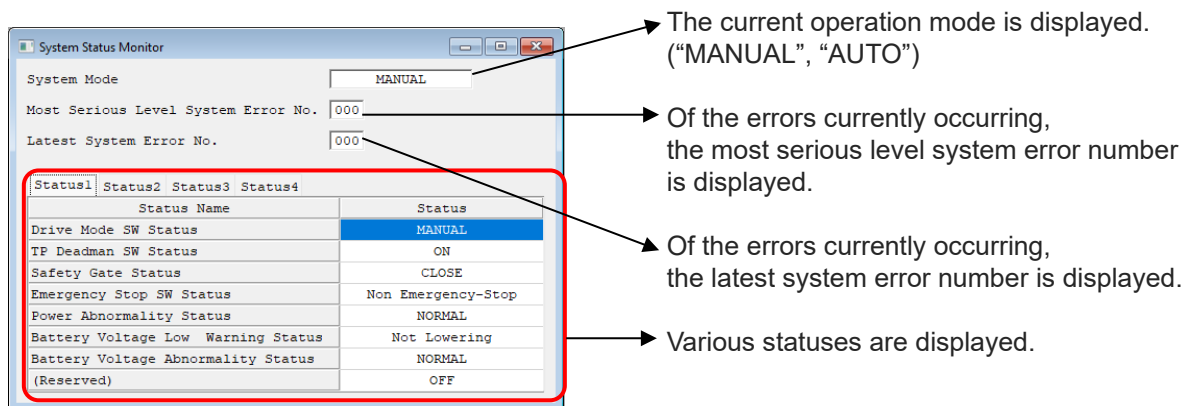 System Status Monitor
System Mode MANUAL
Most Serious Level System Error No. 000
Latest System Error No. 000
Status1 Status2 Status3 Status4
Status Name Status
Drive Mode SW Status MANUAL
TP Deadman SW Status ON
Safety Gate Status CLOSE
Emergency Stop SW Status Non Emergency-Stop
Power Abnormality Status NORMAL
Battery Voltage Low Warning Status Not Lowering
Battery Voltage Abnormality Status NORMAL
(Reserved) OFF
The current operation mode is displayed.
(“MANUAL”, “AUTO”)
Of the errors currently occurring,
the most serious level system error number
is displayed.
Of the errors currently occurring,
the latest system error number is displayed.
Various statuses are displayed.